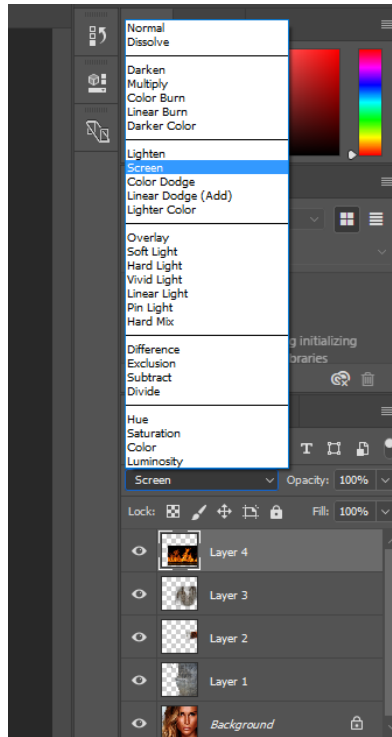 Normal
Dissolve
Darken
Multiply
Color Burn
Linear Burn
Darker Color
Lighten
Screen
Color Dodge
Linear Dodge (Add)
Lighter Color
Overlay
Soft Light
Hard Light
Vivid Light
Linear Light
Pin Light
Hard Mix
g initializing
Difference
Exclusion
braries
Subtract
Divide
Hue
Saturation
Color
Luminosity
T
Screen Opacity: 100%
Lock: Fill: 100%
Layer 4
Layer 3
Layer 2
Layer 1
Background